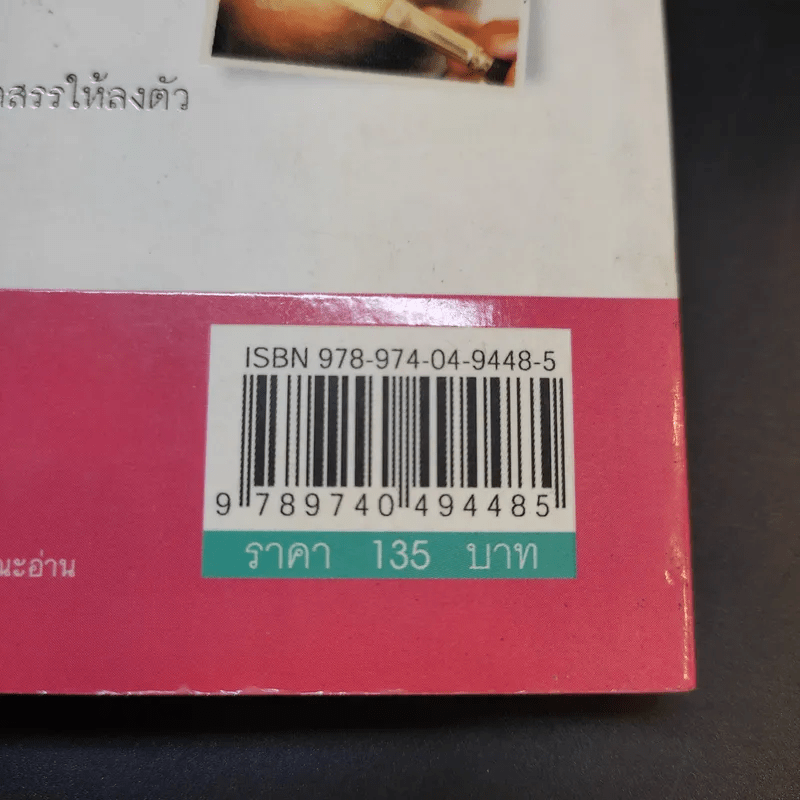 สรรให้ลงตัว
ISBN 978-974-04-9448-5
9 789740 494485
ราคา 135 บาท
ณะอ่าน